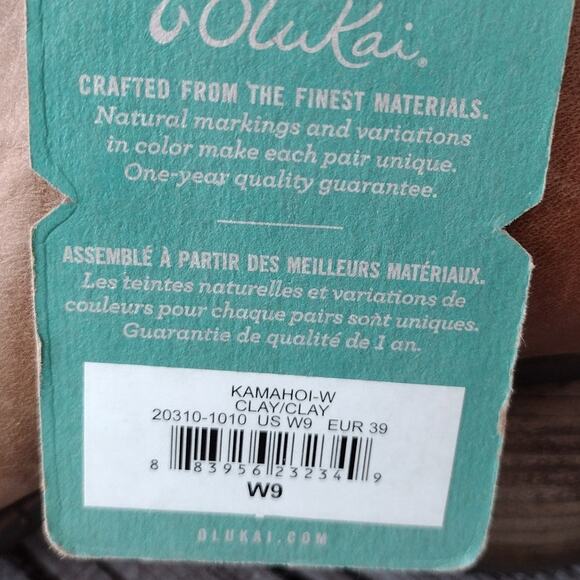 OluKai®
CRAFTED FROM THE FINEST MATERIALS.
Natural markings and variations
in color make each pair unique.
One-year quality guarantee.
ASSEMBLÉ À PARTIR DES MEILLEURS MATÉRIAUX.
Les teintes naturelles et variations de
couleurs pour chaque pairs sont uniques.
Guarantie de qualité de 1 an.
KAMAHOI-W
CLAY/CLAY
20310-1010 US W9 EUR 39
8 83956 23234 9
W9
OLUKAI.COM